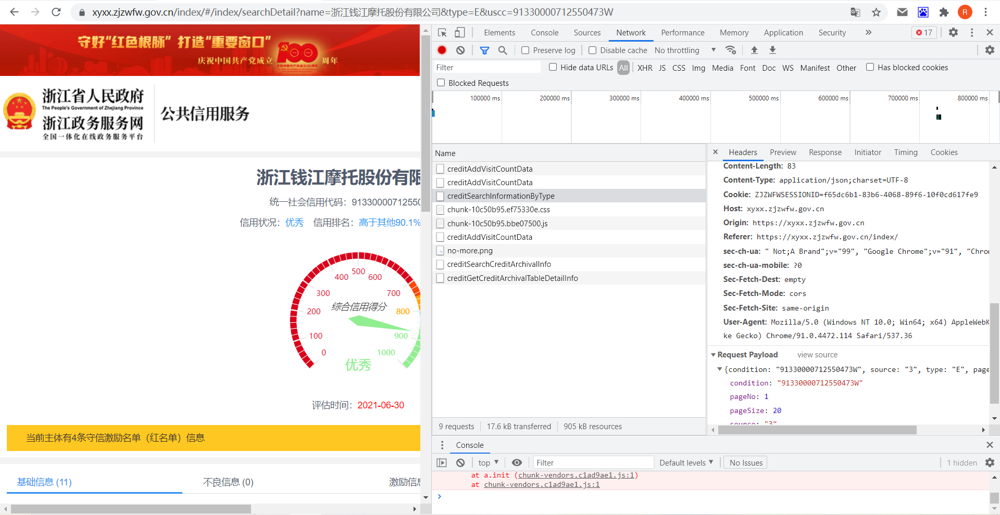 xyxx.zjzwfw.gov.cn/index/#/index/searchDetail?name=浙江钱江摩托股份有限公司&type=E&uscc=91330000712550473W
R
守好“红色根脉” 打造“重要窗口”
庆祝中国共产党成立
100
周年
浙江省人民政府
The People's Government of Zhejiang Province
浙江政务服务网
全国一体化在线政务服务平台
公共信用服务
浙江钱江摩托股份有限
统一社会信用代码：9133000071255
信用状况：优秀 信用排名：高于其他90.1%
0
100
200
300
400
500
600
700
800
900
1000
综合信用得分
优秀
评估时间：2021-06-30
当前主体有4条守信激励名单（红名单）信息
基础信息 (11)
不良信息 (0)
激励信息
Elements Console Sources Network Performance Memory Application Security » 17
Preserve log Disable cache No throttling
Filter Hide data URLs All XHR JS CSS Img Media Font Doc WS Manifest Other Has blocked cookies
Blocked Requests
100000 ms 200000 ms 300000 ms 400000 ms 500000 ms 600000 ms 700000 ms 800000 ms
Name
creditAddVisitCountData
creditAddVisitCountData
creditSearchInformationByType
chunk-10c50b95.ef75330e.css
chunk-10c50b95.bbe07500.js
creditAddVisitCountData
no-more.png
creditSearchCreditArchivalInfo
creditGetCreditArchivalTableDetailInfo
9 requests 17.6 kB transferred 905 kB resources
× Headers Preview Response Initiator Timing Cookies
Content-Length: 83
Content-Type: application/json;charset=UTF-8
Cookie: ZJZWFWSESSIONID=f65dc6b1-83b6-4068-89f6-10f0cd617fe9
Host: xyxx.zjzwfw.gov.cn
Origin: https://xyxx.zjzwfw.gov.cn
Referer: https://xyxx.zjzwfw.gov.cn/index/
sec-ch-ua: " Not;A Brand";v="99", "Google Chrome";v="91", "Chro
sec-ch-ua-mobile: ?0
Sec-Fetch-Dest: empty
Sec-Fetch-Mode: cors
Sec-Fetch-Site: same-origin
User-Agent: Mozilla/5.0 (Windows NT 10.0; Win64; x64) AppleWebK
ke Gecko) Chrome/91.0.4472.114 Safari/537.36
Request Payload view source
{condition: "91330000712550473W", source: "3", type: "E", page
condition: "91330000712550473W"
pageNo: 1
pageSize: 20
source: "3"
Console
top Filter Default levels No Issues 1 hidden
at a.init (chunk-vendors.c1ad9ae1.js:1)
at chunk-vendors.c1ad9ae1.js:1